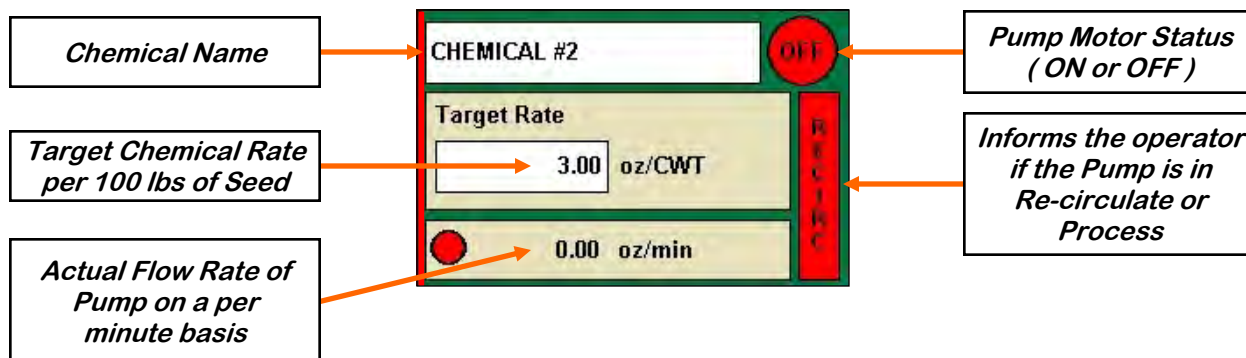 Chemical Name
Target Chemical Rate
per 100 lbs of Seed
Actual Flow Rate of
Pump on a per
minute basis
CHEMICAL #2
OFF
Target Rate
3.00 oz/CWT
0.00 oz/min
RECIRC
Pump Motor Status
( ON or OFF )
Informs the operator
if the Pump is in
Re-circulate or
Process